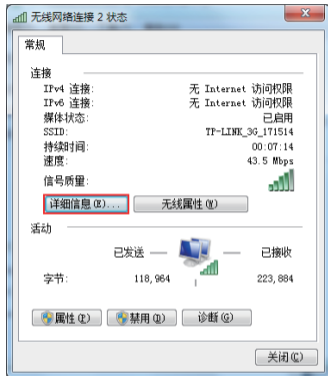 无线网络连接 2 状态
常规
连接
IPv4 连接: 无 Internet 访问权限
IPv6 连接: 无 Internet 访问权限
媒体状态: 已启用
SSID: TP-LINK_3G_171514
持续时间: 00:07:14
速度: 43.5 Mbps
信号质量:
详细信息(E)... 无线属性(W)
活动
已发送 — — 已接收
字节: 118,964 | 223,884
属性(P) 禁用(D) 诊断(G)
关闭(C)